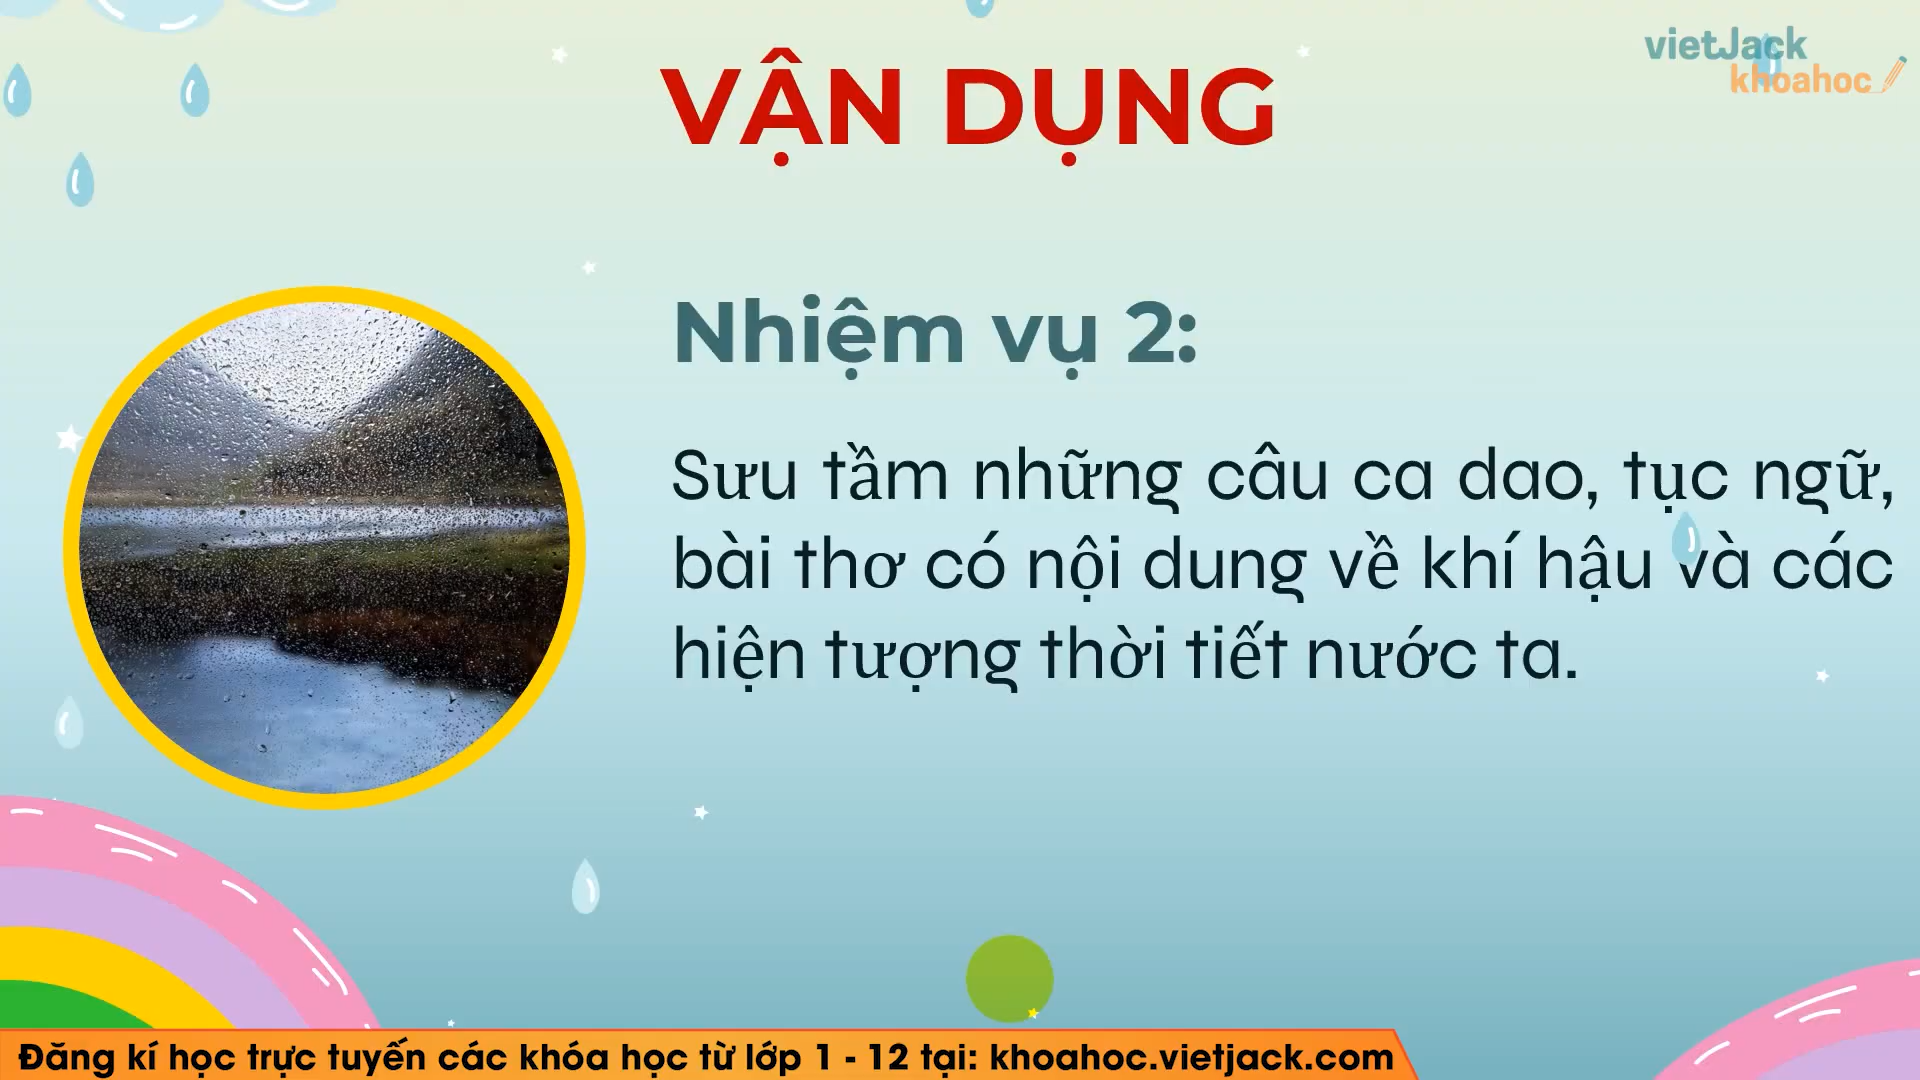 vietJack
khoahoc
VẬN DỤNG
Nhiệm vụ 2:
Sưu tầm những câu ca dao, tục ngữ,
bài thơ có nội dung về khí hậu và các
hiện tượng thời tiết nước ta.
Đăng kí học trực tuyến các khóa học từ lớp 1 - 12 tại: khoahoc.vietjack.com